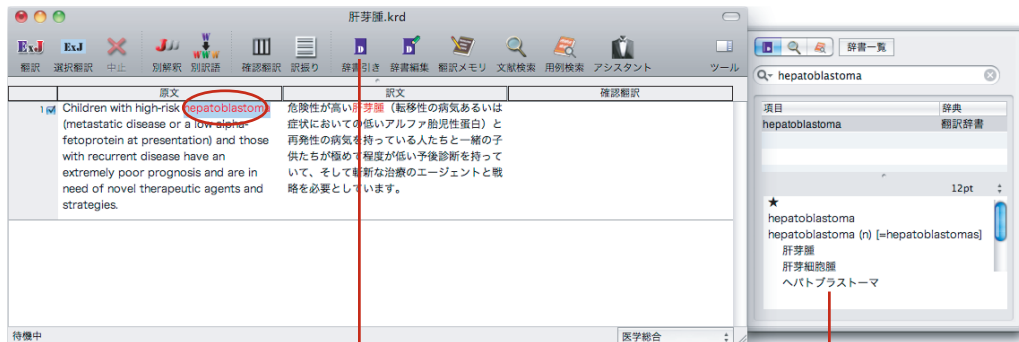 肝芽腫.krd
翻訳 選択翻訳 中止 別解釈 別訳語 確認翻訳 訳振り 辞書引き 辞書編集 翻訳メモリ 文献検索 用例検索 アシスタント ツール
原文 訳文 確認翻訳
1 Children with high-risk hepatoblastoma
(metastatic disease or a low alpha-
fetoprotein at presentation) and those
with recurrent disease have an
extremely poor prognosis and are in
need of novel therapeutic agents and
strategies.
危険性が高い肝芽腫（転移性の病気あるいは
症状においての低いアルファ胎児性蛋白）と
再発性の病気を持っている人たちと一緒の子
供たちが極めて程度が低い予後診断を持って
いて、そして斬新な治療のエージェントと戦
略を必要としています。
待機中 医学総合
辞書一覧
hepatoblastoma
項目 辞典
hepatoblastoma 翻訳辞書
12pt
★
hepatoblastoma
hepatoblastoma (n) [=hepatoblastomas]
肝芽腫
肝芽細胞腫
ヘパトブラストーマ